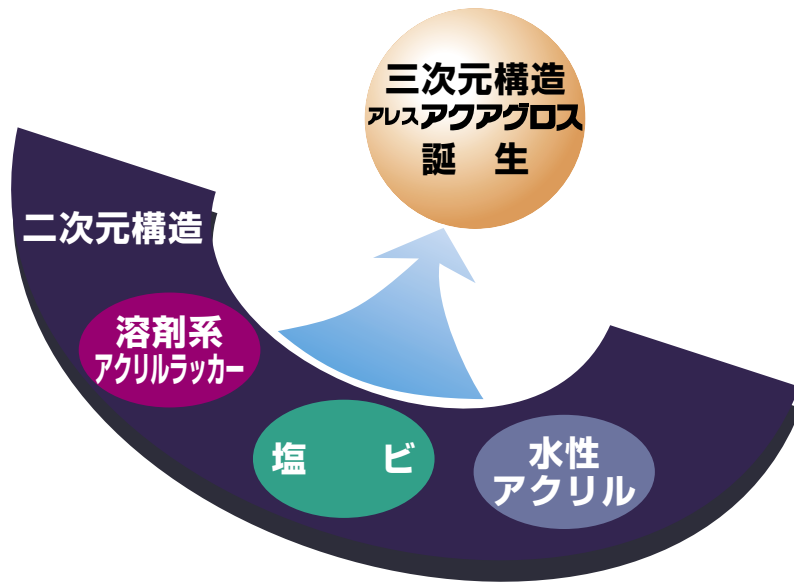 三次元構造
アレスアクアグロス
誕　生
二次元構造
溶剤系
アクリルラッカー
塩　ビ
水性
アクリル